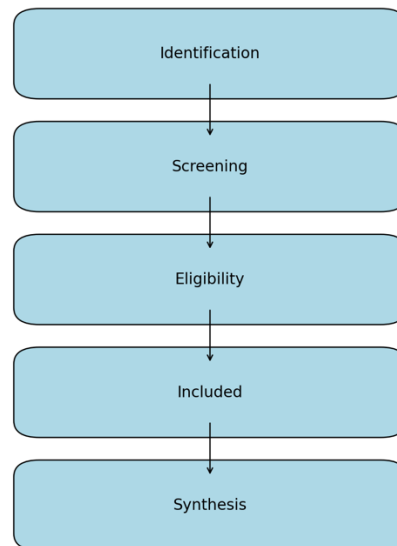 Identification
Screening
Eligibility
Included
Synthesis